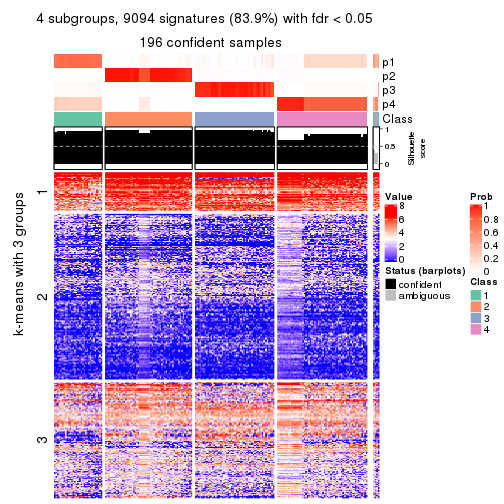 4 subgroups, 9094 signatures (83.9%) with fdr < 0.05
196 confident samples
p1
p2
p3
p4
Class
1
0.5
0
Silhouette
score
k-means with 3 groups
1
2
3
Value
8
6
4
2
0
Status (barplots)
confident
ambiguous
Prob
1
0.8
0.6
0.4
0.2
0
Class
1
2
3
4